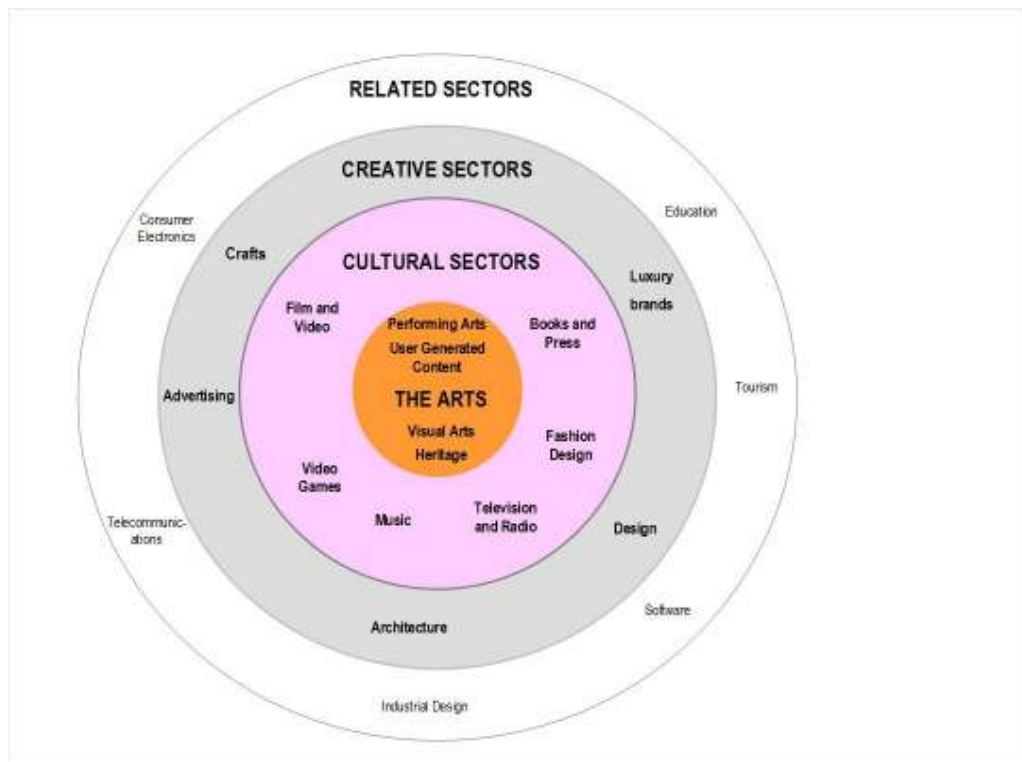 RELATED SECTORS
CREATIVE SECTORS
Consumer
Electronics
Education
Crafts
CULTURAL SECTORS
Luxury
brands
Film and
Video
Performing Arts
User Generated
Content
Books and
Press
THE ARTS
Advertising
Tourism
Visual Arts
Heritage
Fashion
Design
Video
Games
Music
Television
and Radio
Telecommunic-
ations
Design
Software
Architecture
Industrial Design